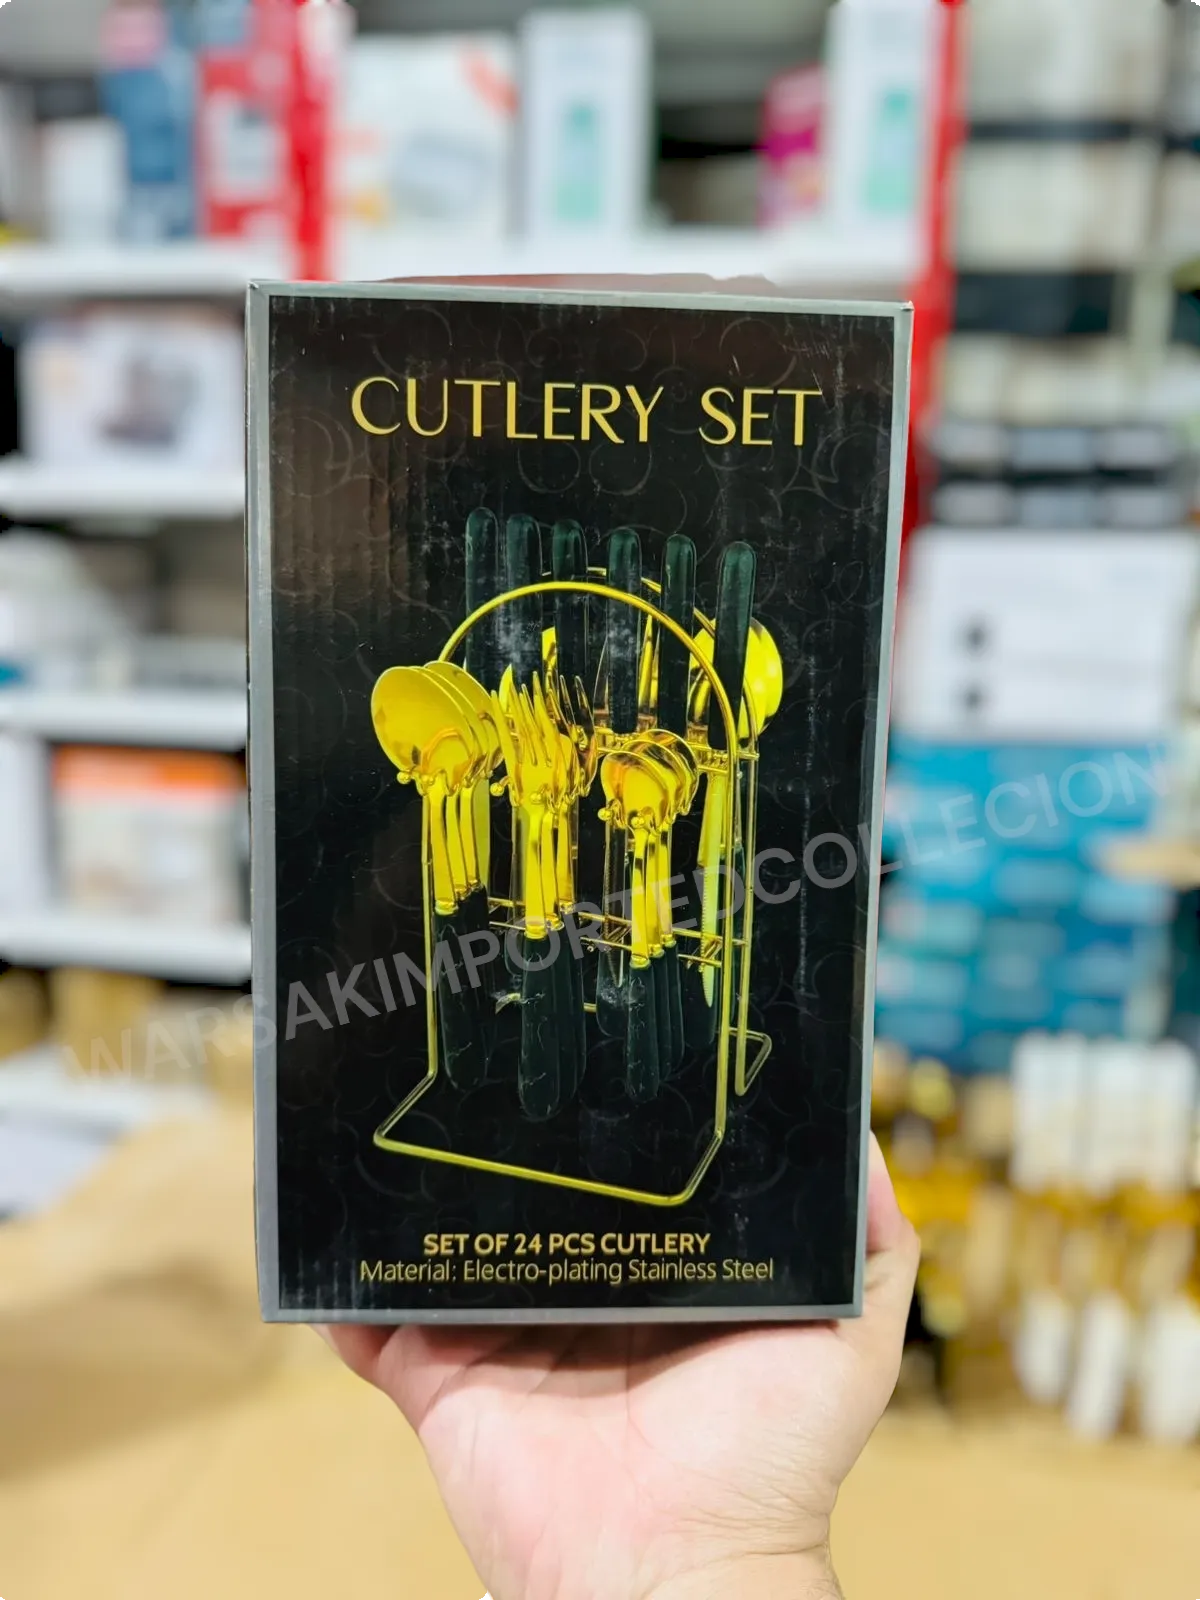 CUTLERY SET
WARSAKIMPORTEDCOLLECION
SET OF 24 PCS CUTLERY
Material: Electro-plating Stainless Steel